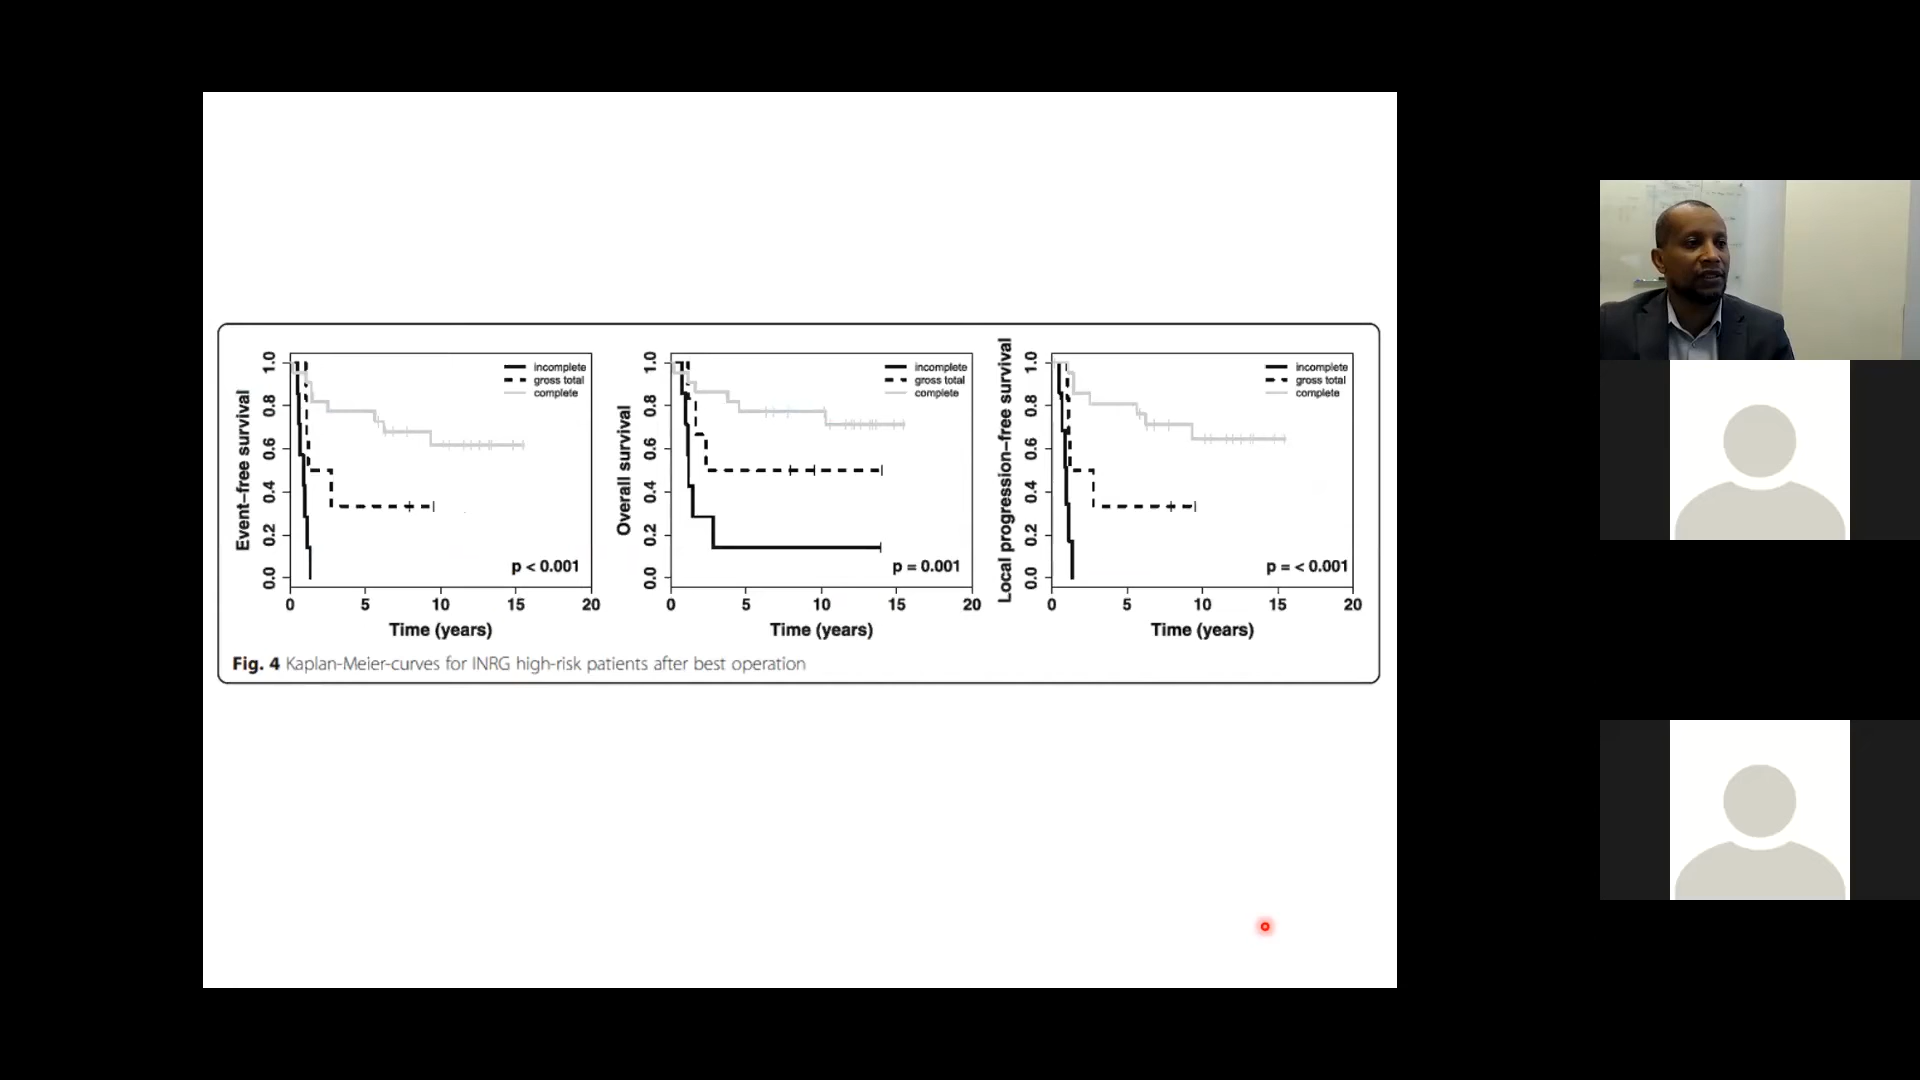 Event–free survival
1.0
0.8
0.6
0.4
0.2
0.0
incomplete
gross total
complete
p < 0.001
0 5 10 15 20
Time (years)
Overall survival
1.0
0.8
0.6
0.4
0.2
0.0
incomplete
gross total
complete
p = 0.001
0 5 10 15 20
Time (years)
Local progression–free survival
1.0
0.8
0.6
0.4
0.2
0.0
incomplete
gross total
complete
p = < 0.001
0 5 10 15 20
Time (years)
Fig. 4 Kaplan-Meier-curves for INRG high-risk patients after best operation